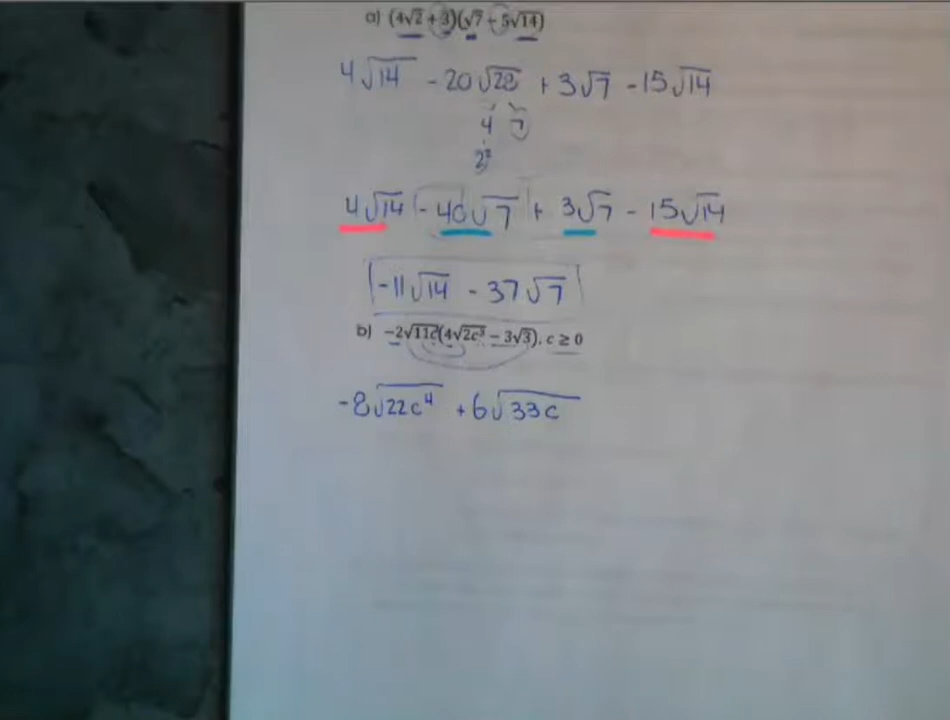 a) (4√2 + 3)(√7 − 5√14)
4√14 - 20√28 + 3√7 - 15√14
4 7
2²
4√14 - 40√7 + 3√7 - 15√14
-11√14 - 37√7
b) −2√11c(4√2c³ − 3√3), c ≥ 0
-8√22c⁴ + 6√33c